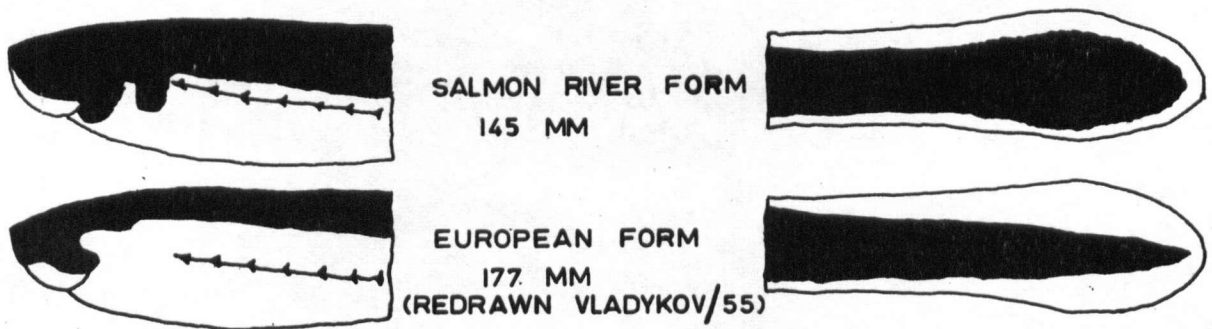 SALMON RIVER FORM
145 MM
EUROPEAN FORM
177. MM
(REDRAWN VLADYKOV/55)